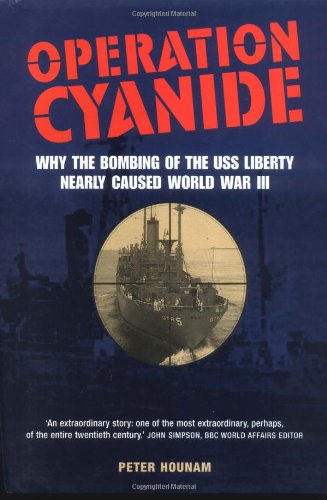 OPERATION
CYANIDE
WHY THE BOMBING OF THE USS LIBERTY
NEARLY CAUSED WORLD WAR III
GTR5
'An extraordinary story: one of the most extraordinary, perhaps,
of the entire twentieth century.' JOHN SIMPSON, BBC WORLD AFFAIRS EDITOR
PETER HOUNAM